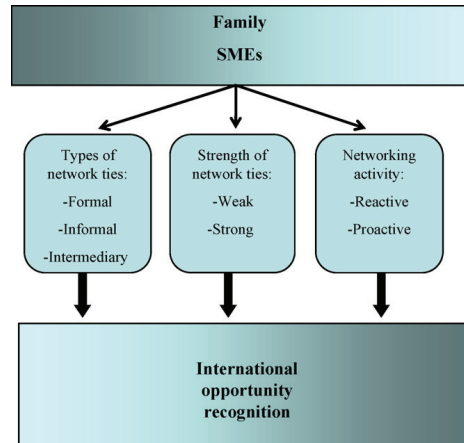 Family
SMEs
Types of
network ties:
-Formal
-Informal
-Intermediary
Strength of
network ties:
-Weak
-Strong
Networking
activity:
-Reactive
-Proactive
International
opportunity
recognition